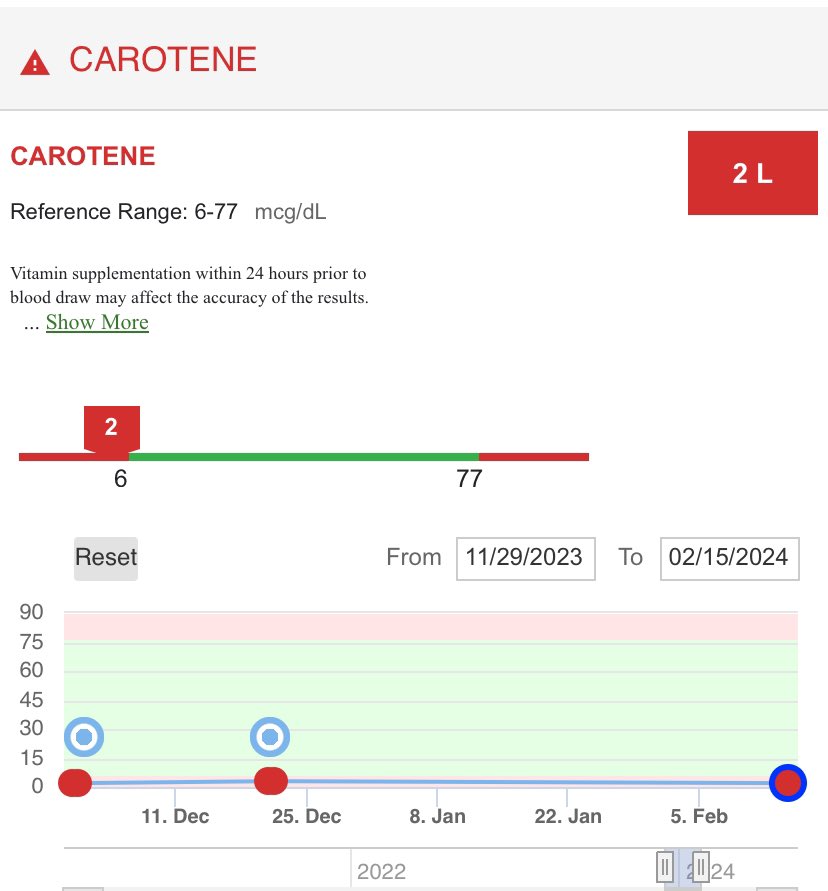 CAROTENE
CAROTENE
2 L
Reference Range: 6-77 mcg/dL
Vitamin supplementation within 24 hours prior to
blood draw may affect the accuracy of the results.
... Show More
2
6 77
Reset From 11/29/2023 To 02/15/2024
90
75
60
45
30
15
0
11. Dec 25. Dec 8. Jan 22. Jan 5. Feb
2022